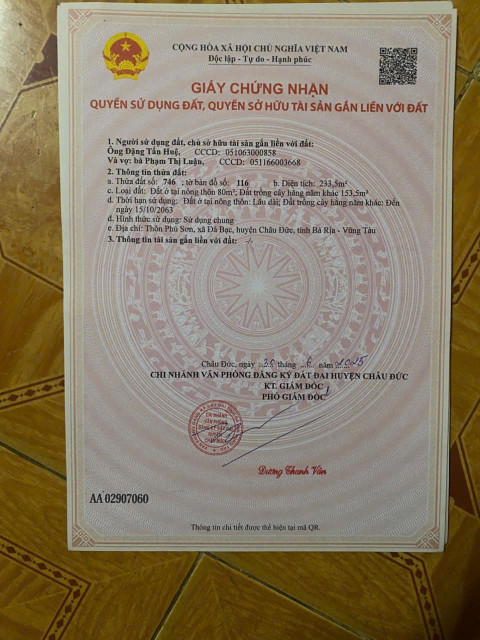 CỘNG HÒA XÃ HỘI CHỦ NGHĨA VIỆT NAM
Độc lập - Tự do - Hạnh phúc
GIẤY CHỨNG NHẬN
QUYỀN SỬ DỤNG ĐẤT, QUYỀN SỞ HỮU TÀI SẢN GẮN LIỀN VỚI ĐẤT
1. Người sử dụng đất, chủ sở hữu tài sản gắn liền với đất:
Ông Đặng Tấn Huệ, CCCD: 051063000858
Và vợ: bà Phạm Thị Luận, CCCD: 051166003668
2. Thông tin thửa đất:
a. Thửa đất số: 746 ; tờ bản đồ số: 116 b. Diện tích: 233,5m²
c. Loại đất: Đất ở tại nông thôn 80m²; Đất trồng cây hằng năm khác 153,5m²
d. Thời hạn sử dụng: Đất ở tại nông thôn: Lâu dài; Đất trồng cây hằng năm khác: Đến
ngày 15/10/2063
đ. Hình thức sử dụng: Sử dụng chung
e. Địa chỉ: Thôn Phú Sơn, xã Đá Bạc, huyện Châu Đức, tỉnh Bà Rịa - Vũng Tàu
3. Thông tin tài sản gắn liền với đất: -/-
Châu Đức, ngày tháng 6 năm 2025
CHI NHÁNH VĂN PHÒNG ĐĂNG KÝ ĐẤT ĐAI HUYỆN CHÂU ĐỨC
KT. GIÁM ĐỐC
PHÓ GIÁM ĐỐC
Dương Thanh Vân
AA 02907060
Thông tin chi tiết được thể hiện tại mã QR.